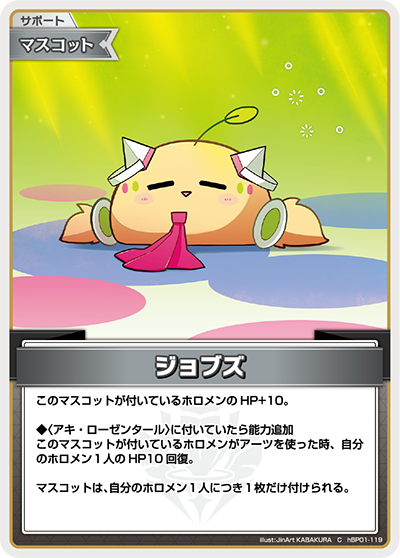 サポート
マスコット
ジョブズ
このマスコットが付いているホロメンのHP+10。
◆〈アキ・ローゼンタール〉に付いていたら能力追加
このマスコットが付いているホロメンがアーツを使った時、自分
のホロメン1人のHP10回復。
マスコットは、自分のホロメン1人につき1枚だけ付けられる。
Illust:JinArt KABAKURA C hBP01-119